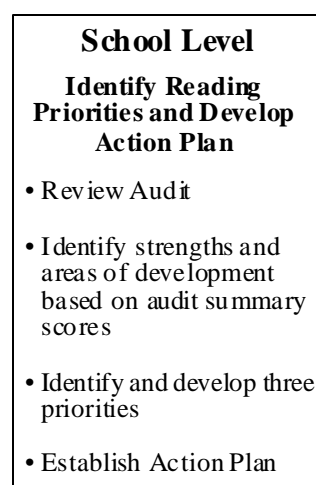 School Level
Identify Reading
Priorities and Develop
Action Plan
• Review Audit
• Identify strengths and
areas of development
based on audit summary
scores
• Identify and develop three
priorities
• Establish Action Plan